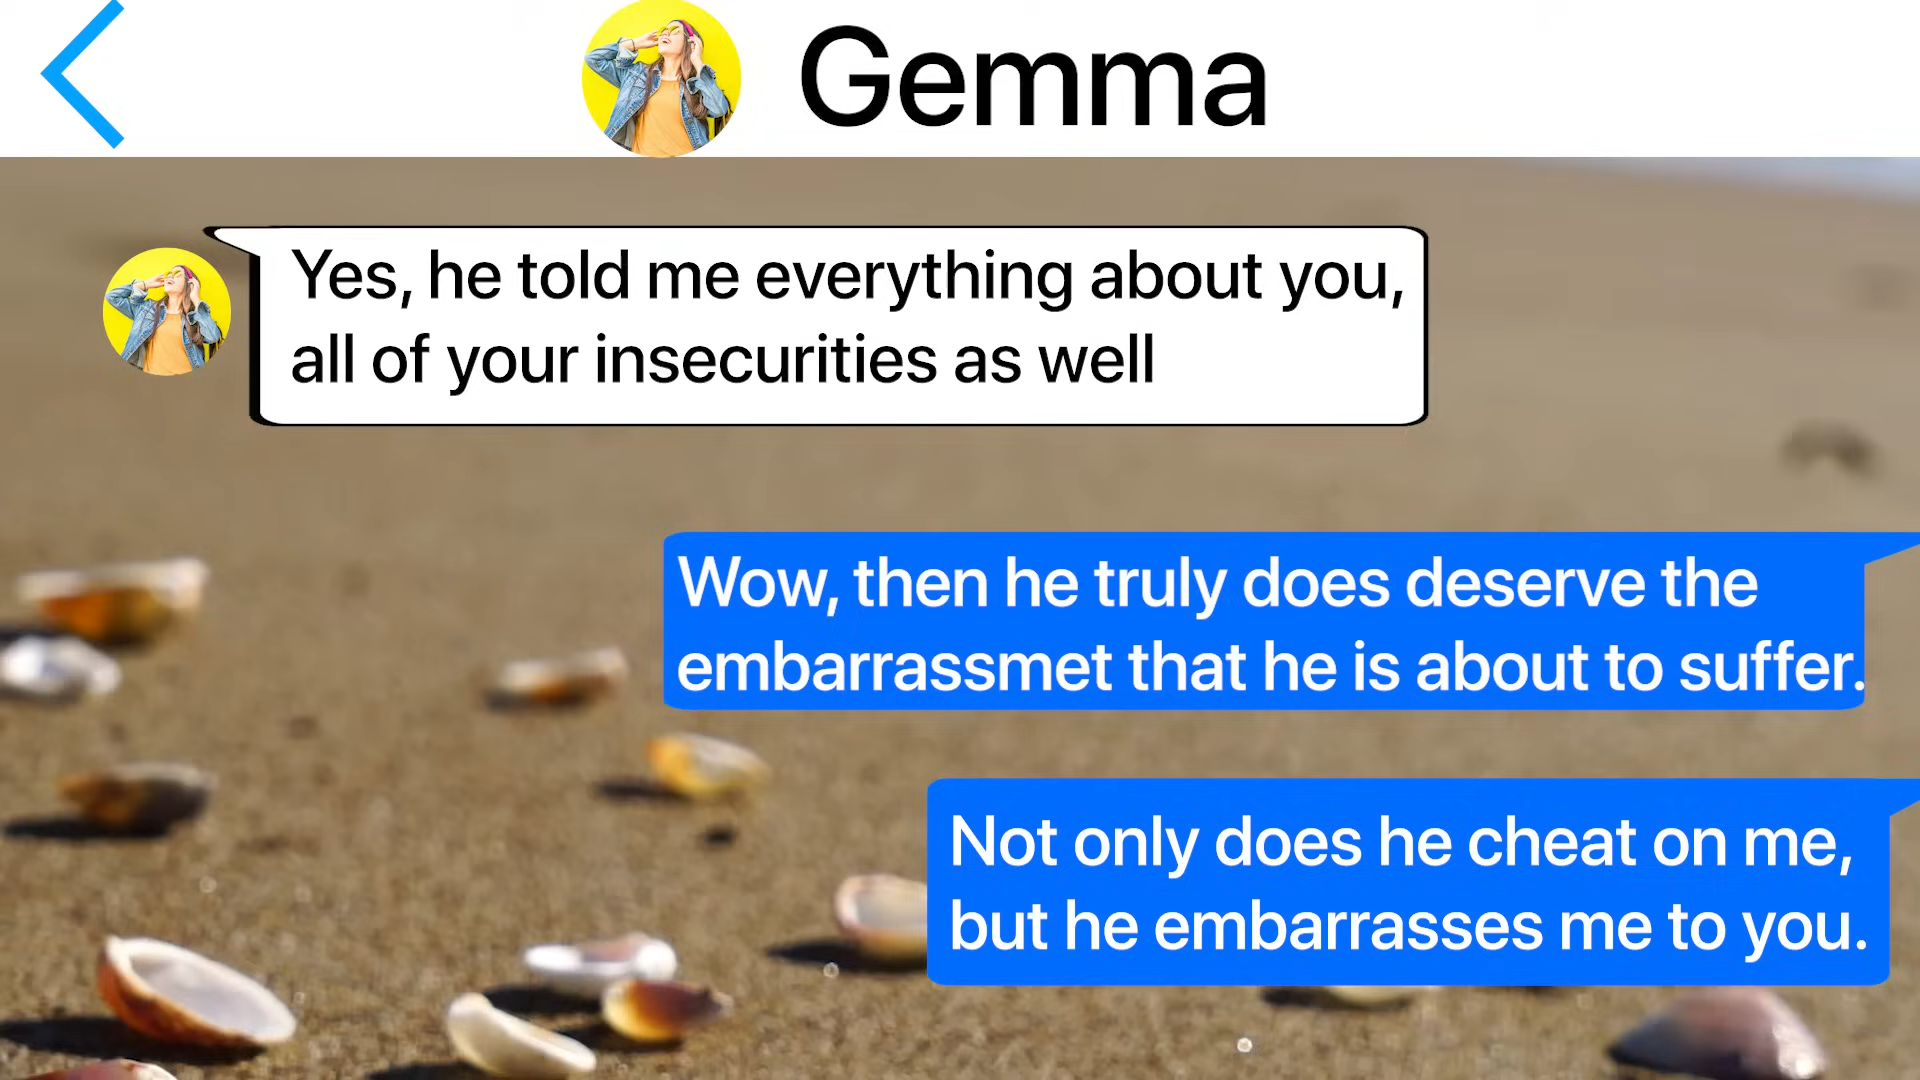 Gemma
Yes, he told me everything about you,
all of your insecurities as well
Wow, then he truly does deserve the
embarrassmet that he is about to suffer.
Not only does he cheat on me,
but he embarrasses me to you.